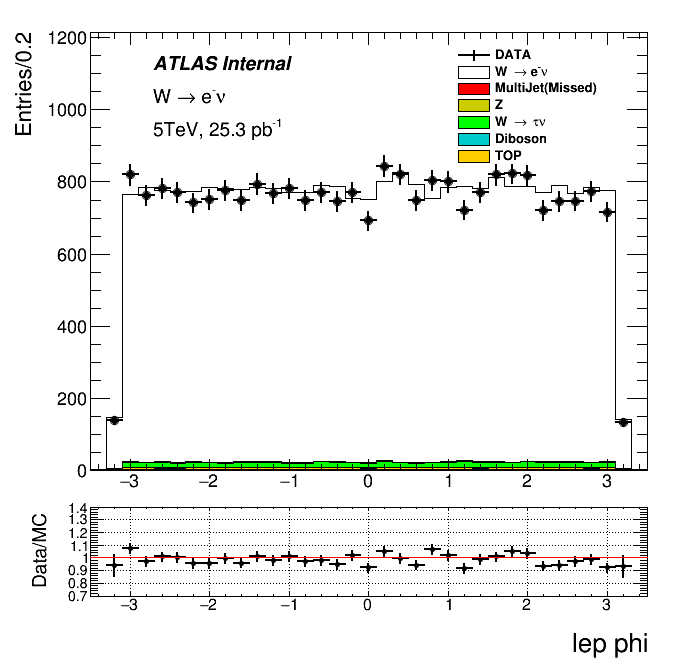 Entries/0.2
1200
1000
800
600
400
200
0
ATLAS Internal
W → e⁻ν
5TeV, 25.3 pb⁻¹
DATA
W → e⁻ν
MultiJet(Missed)
Z
W → τν
Diboson
TOP
−3 −2 −1 0 1 2 3
Data/MC
1.4
1.3
1.2
1.1
1
0.9
0.8
0.7
−3 −2 −1 0 1 2 3
lep phi